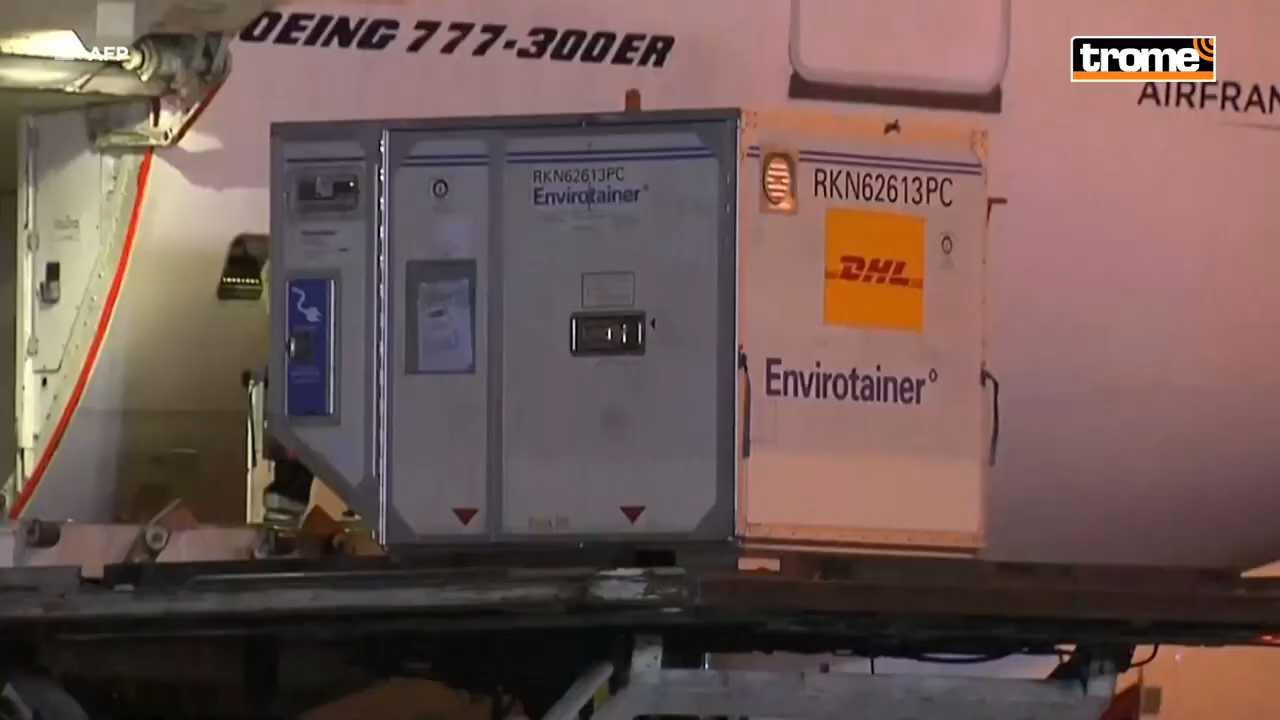 OEING 777-300ER
AFP
trome
AIRFRAN
RKN62613PC
Envirotainer
RKN62613PC
DHL
Envirotainer